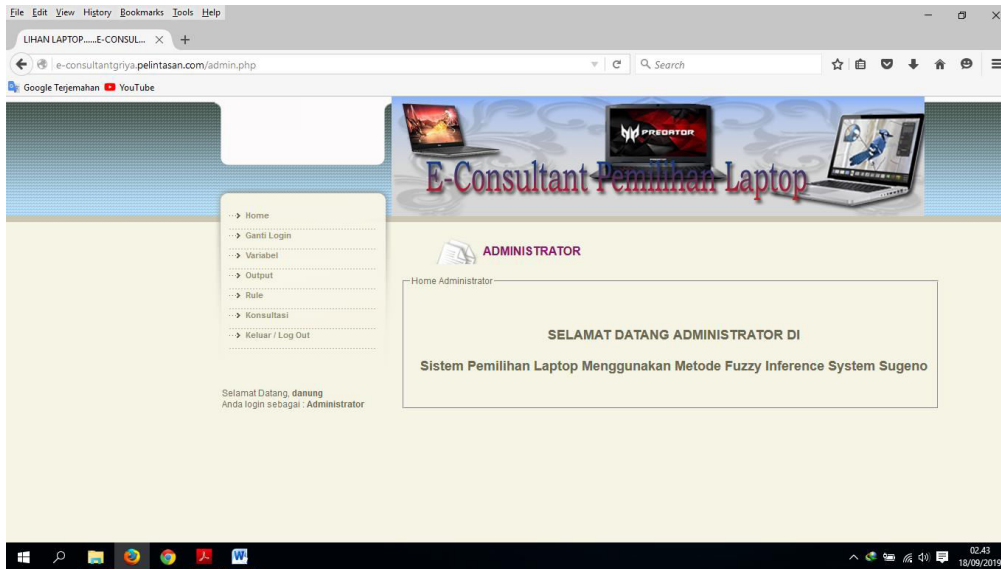 File Edit View History Bookmarks Tools Help
LIHAN LAPTOP......E-CONSUL...
e-consultantgriya.pelintasan.com/admin.php
Search
Google Terjemahan YouTube
PREDATOR
E-Consultant Pemilihan Laptop
Home
Ganti Login
Variabel
Output
Rule
Konsultasi
Keluar / Log Out
Selamat Datang, danung
Anda login sebagai : Administrator
ADMINISTRATOR
Home Administrator
SELAMAT DATANG ADMINISTRATOR DI
Sistem Pemilihan Laptop Menggunakan Metode Fuzzy Inference System Sugeno
02.43
18/09/2019